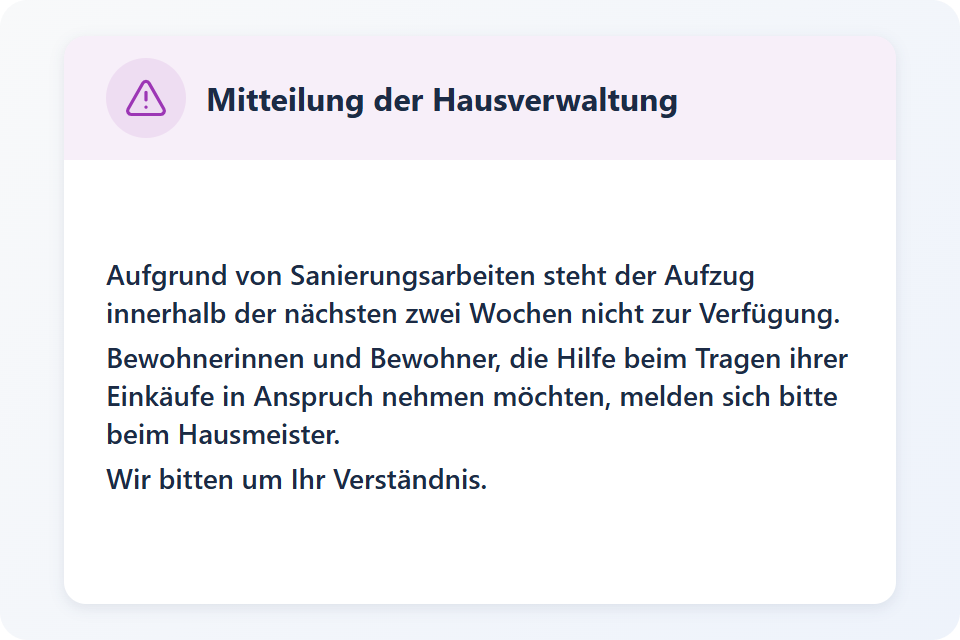 Mitteilung der Hausverwaltung
Aufgrund von Sanierungsarbeiten steht der Aufzug
innerhalb der nächsten zwei Wochen nicht zur Verfügung.
Bewohnerinnen und Bewohner, die Hilfe beim Tragen ihrer
Einkäufe in Anspruch nehmen möchten, melden sich bitte
beim Hausmeister.
Wir bitten um Ihr Verständnis.